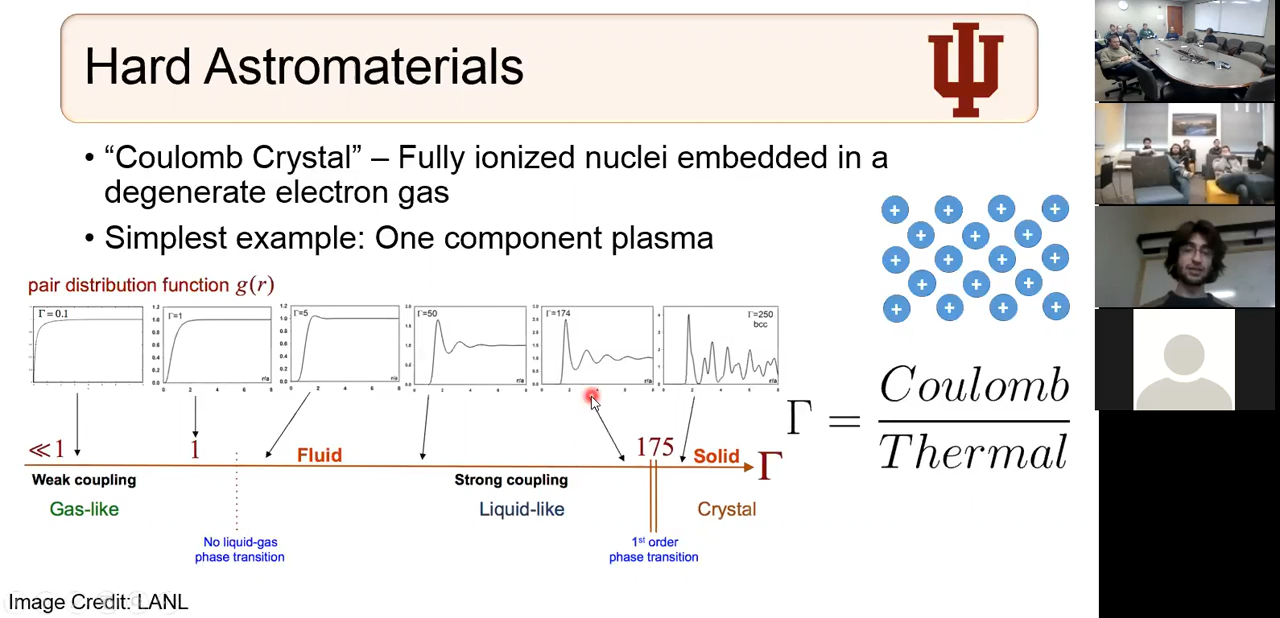 Hard Astromaterials
• “Coulomb Crystal” – Fully ionized nuclei embedded in a
degenerate electron gas
• Simplest example: One component plasma
pair distribution function g(r)
Γ = 0.1
Γ=1
Γ=5
Γ=50
Γ=174
Γ=250
bcc
≪1
1
Fluid
175
Solid
Γ
Weak coupling
Strong coupling
Gas-like
Liquid-like
Crystal
No liquid-gas
phase transition
1st order
phase transition
Γ = Coulomb
Thermal
Image Credit: LANL